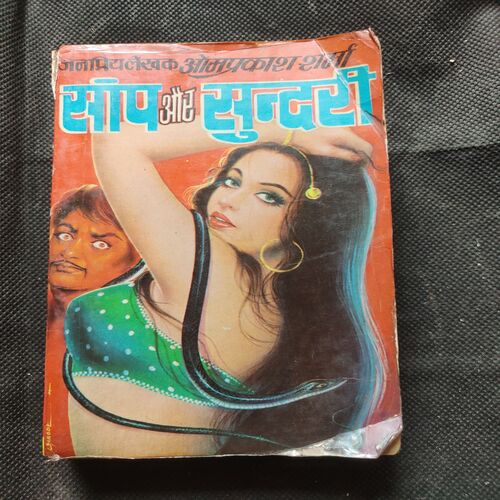 जनप्रिय लेखक ओमप्रकाश शर्मा
सांप और सुन्दरी